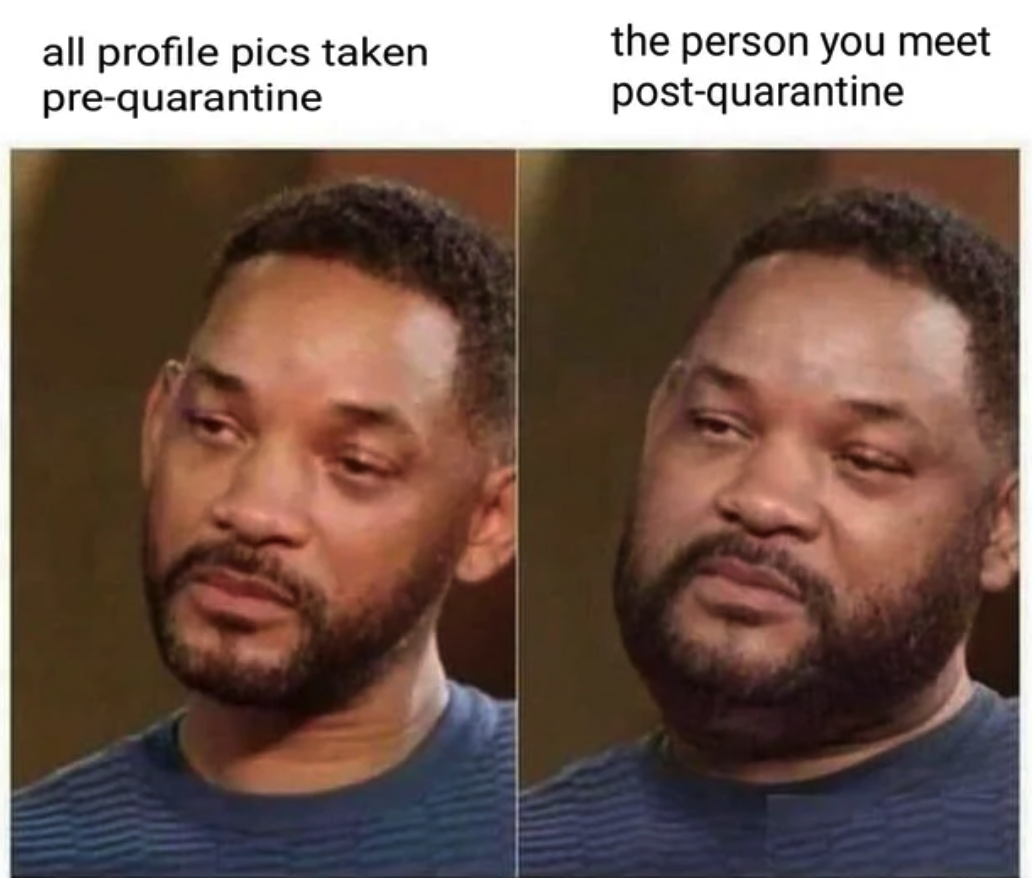 all profile pics taken
pre-quarantine
the person you meet
post-quarantine